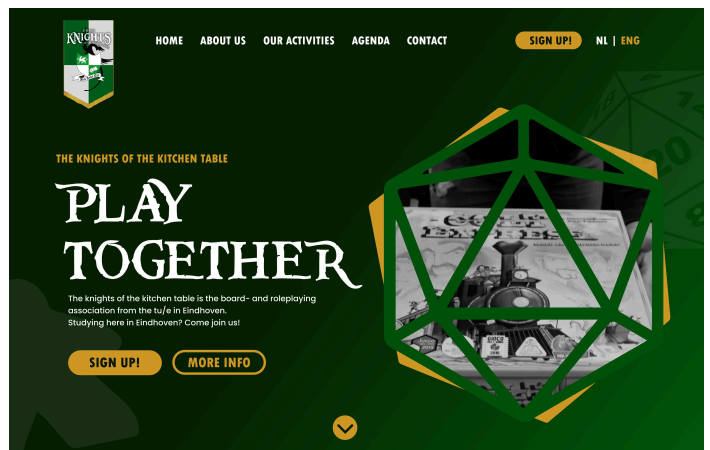 KNIGHTS
HOME ABOUT US OUR ACTIVITIES AGENDA CONTACT
SIGN UP! NL | ENG
THE KNIGHTS OF THE KITCHEN TABLE
PLAY
TOGETHER
The knights of the kitchen table is the board- and roleplaying
association from the tu/e in Eindhoven.
Studying here in Eindhoven? Come join us!
SIGN UP! MORE INFO
20